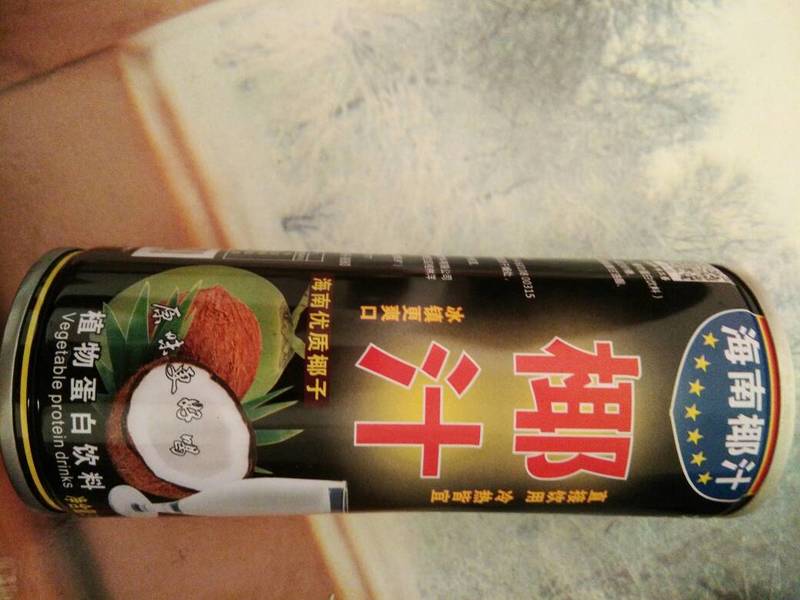 海南椰汁
椰汁
直接饮用 冷热皆宜
冰镇更爽口
海南优质椰子
原味更好喝
植物蛋白饮料
Vegetable protein drinks